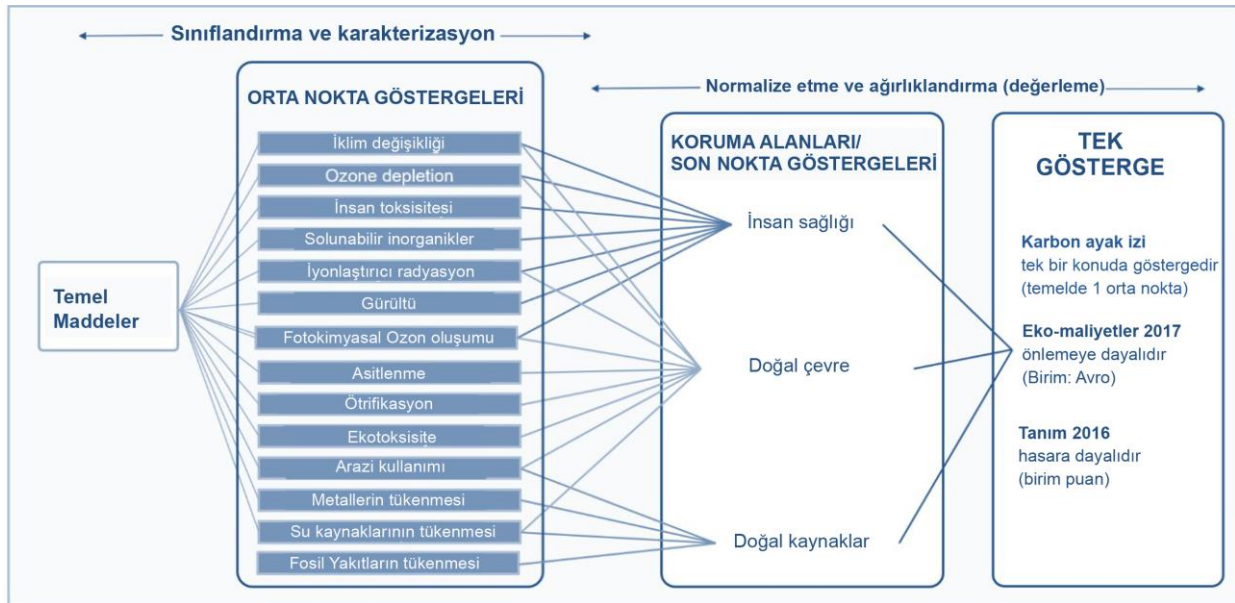 Sınıflandırma ve karakterizasyon
ORTA NOKTA GÖSTERGELERİ
İklim değişikliği
Ozone depletion
İnsan toksisitesi
Solunabilir inorganikler
İyonlaştırıcı radyasyon
Gürültü
Fotokimyasal Ozon oluşumu
Asitlenme
Ötrifikasyon
Ekotoksisite
Arazi kullanımı
Metallerin tükenmesi
Su kaynaklarının tükenmesi
Fosil Yakıtların tükenmesi
Temel
Maddeler
Normalize etme ve ağırlıklandırma (değerleme)
KORUMA ALANLARI/
SON NOKTA GÖSTERGELERİ
İnsan sağlığı
Doğal çevre
Doğal kaynaklar
TEK
GÖSTERGE
Karbon ayak izi
tek bir konuda göstergedir
(temelde 1 orta nokta)
Eko-maliyetler 2017
önlemeye dayalıdır
(Birim: Avro)
Tanım 2016
hasara dayalıdır
(birim puan)